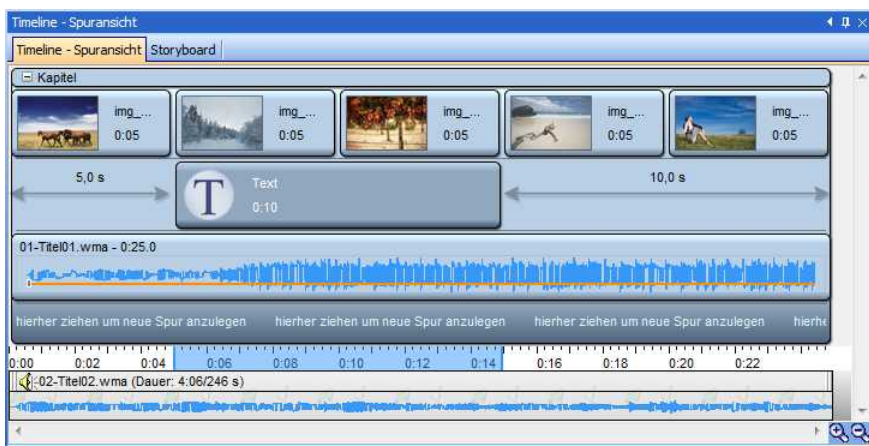 Timeline - Spuransicht
Timeline - Spuransicht Storyboard
Kapitel
img_... img_... img_... img_... img_...
0:05 0:05 0:05 0:05 0:05
5,0 s Text 10,0 s
T 0:10
01-Titel01.wma - 0:25.0
hierher ziehen um neue Spur anzulegen hierher ziehen um neue Spur anzulegen hierher ziehen um neue Spur anzulegen hierhe
0:00 0:02 0:04 0:06 0:08 0:10 0:12 0:14 0:16 0:18 0:20 0:22
02-Titel02.wma (Dauer: 4:06/246 s)